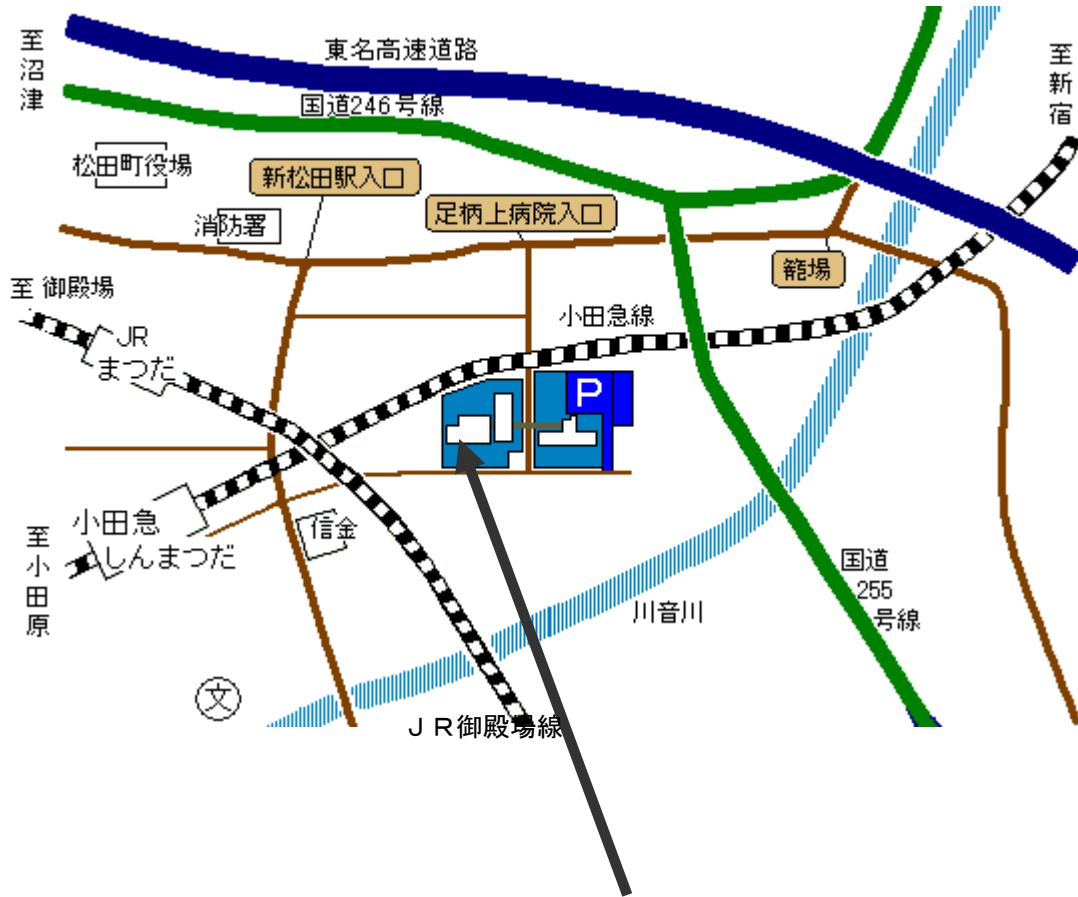 至沼津
東名高速道路
至新宿
国道246号線
松田町役場
新松田駅入口
足柄上病院入口
消防署
籠場
至 御殿場
小田急線
JR
まつだ
P
小田急
しんまつだ
信金
至小田原
国道
255
号線
川音川
文
JR御殿場線